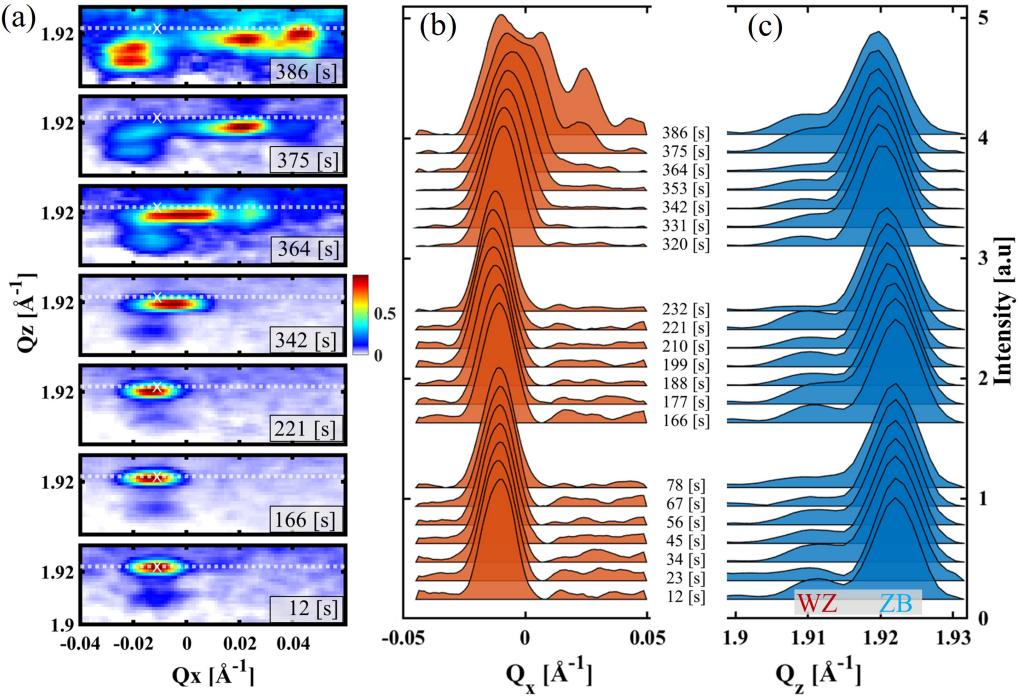 (a)
1.92
386 [s]
1.92
375 [s]
1.92
364 [s]
1.92
342 [s]
0.5
0
1.92
221 [s]
1.92
166 [s]
1.92
12 [s]
1.9
-0.04 -0.02 0 0.02 0.04
Qx [Å⁻¹]
Qz [Å⁻¹]
(b)
386 [s]
375 [s]
364 [s]
353 [s]
342 [s]
331 [s]
320 [s]
232 [s]
221 [s]
210 [s]
199 [s]
188 [s]
177 [s]
166 [s]
78 [s]
67 [s]
56 [s]
45 [s]
34 [s]
23 [s]
12 [s]
-0.05 0 0.05
Qx [Å⁻¹]
(c)
WZ ZB
1.9 1.91 1.92 1.93
Qz [Å⁻¹]
5
4
3
2
1
0
Intensity [a.u]